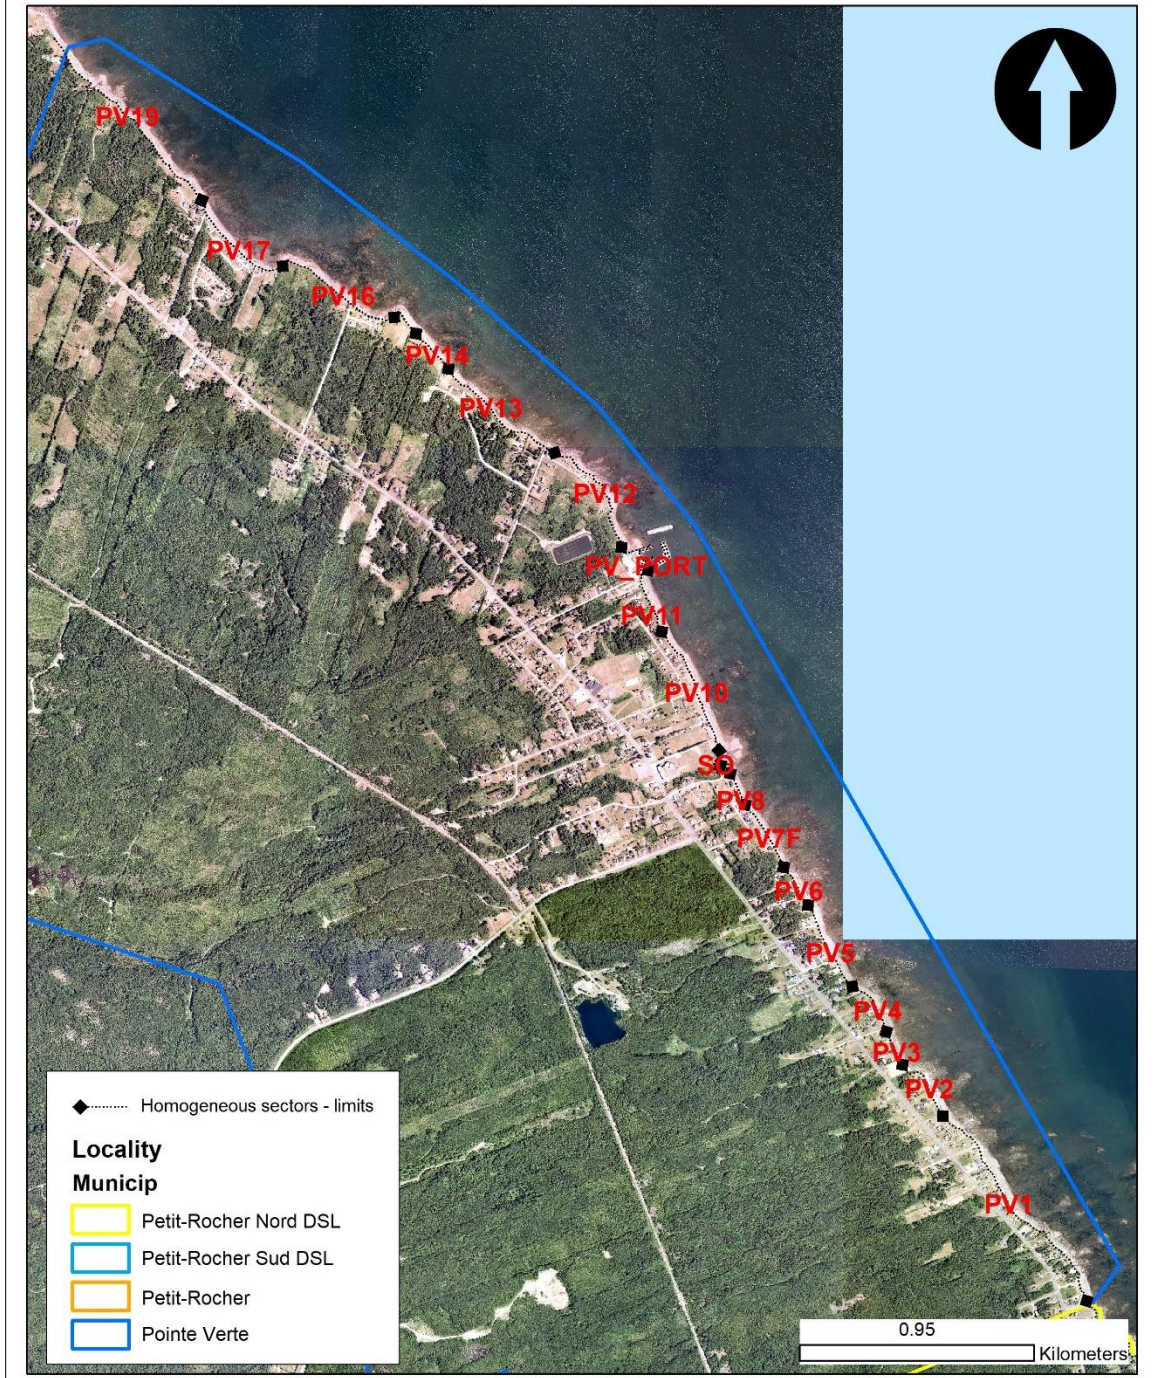 PV19
PV17
PV16
PV14
PV13
PV12
PV_PORT
PV11
PV10
SO
PV8
PV7F
PV6
PV5
PV4
PV3
PV2
PV1
Homogeneous sectors - limits
Locality
Municip
Petit-Rocher Nord DSL
Petit-Rocher Sud DSL
Petit-Rocher
Pointe Verte
0.95
Kilometers